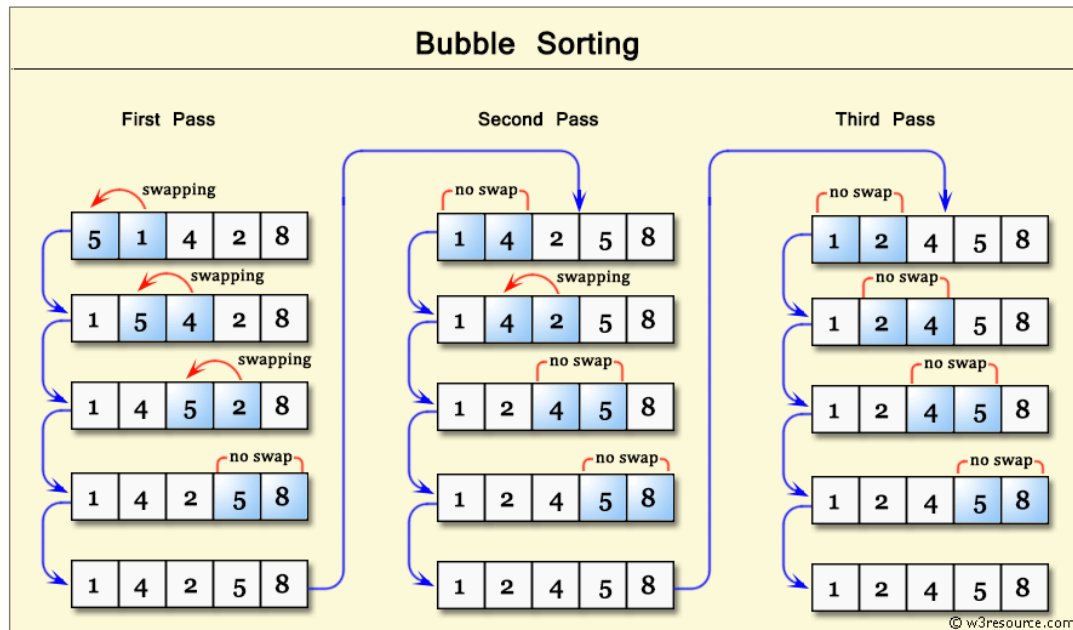 Bubble Sorting
First Pass
swapping
5 1 4 2 8
swapping
1 5 4 2 8
swapping
1 4 5 2 8
no swap
1 4 2 5 8
1 4 2 5 8
Second Pass
no swap
1 4 2 5 8
swapping
1 4 2 5 8
no swap
1 2 4 5 8
no swap
1 2 4 5 8
1 2 4 5 8
Third Pass
no swap
1 2 4 5 8
no swap
1 2 4 5 8
no swap
1 2 4 5 8
no swap
1 2 4 5 8
1 2 4 5 8
© w3resource.com